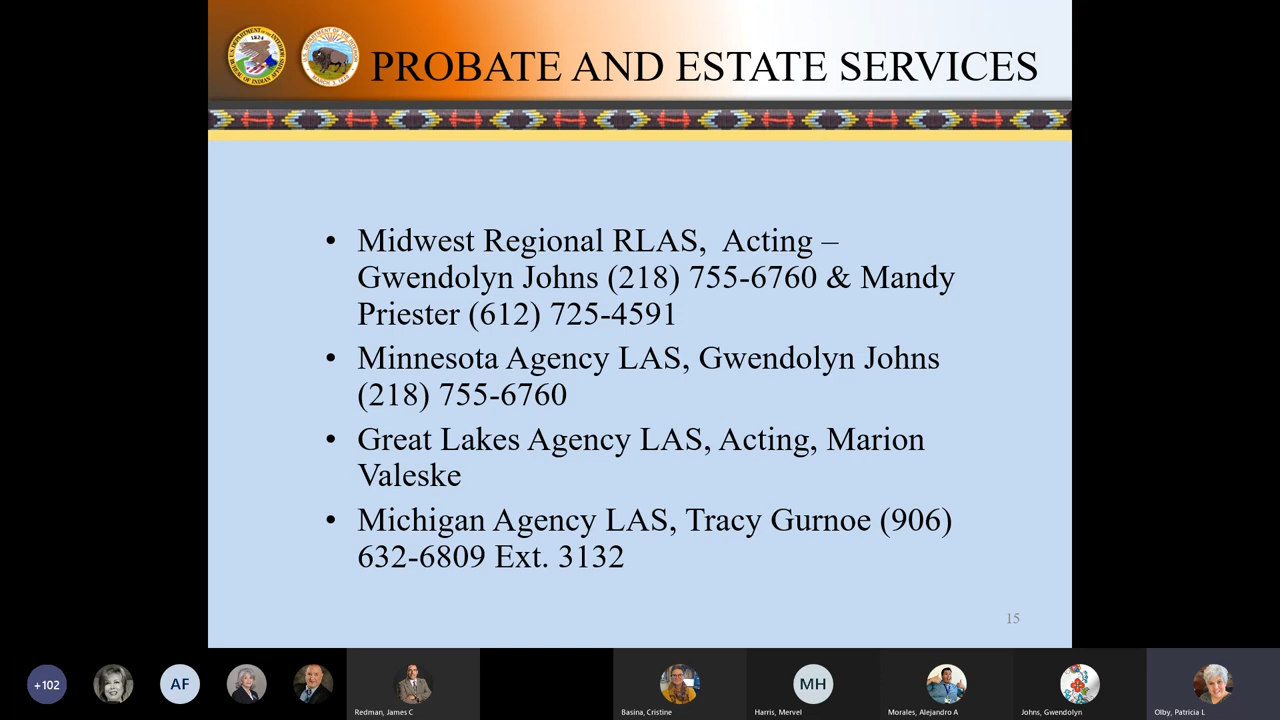 PROBATE AND ESTATE SERVICES
• Midwest Regional RLAS, Acting –
Gwendolyn Johns (218) 755-6760 & Mandy
Priester (612) 725-4591
• Minnesota Agency LAS, Gwendolyn Johns
(218) 755-6760
• Great Lakes Agency LAS, Acting, Marion
Valeske
• Michigan Agency LAS, Tracy Gurnoe (906)
632-6809 Ext. 3132
15
+102
AF
MH
Redman, James C
Basina, Cristine
Harris, Mervel
Morales, Alejandro A
Johns, Gwendolyn
Olby, Patricia L